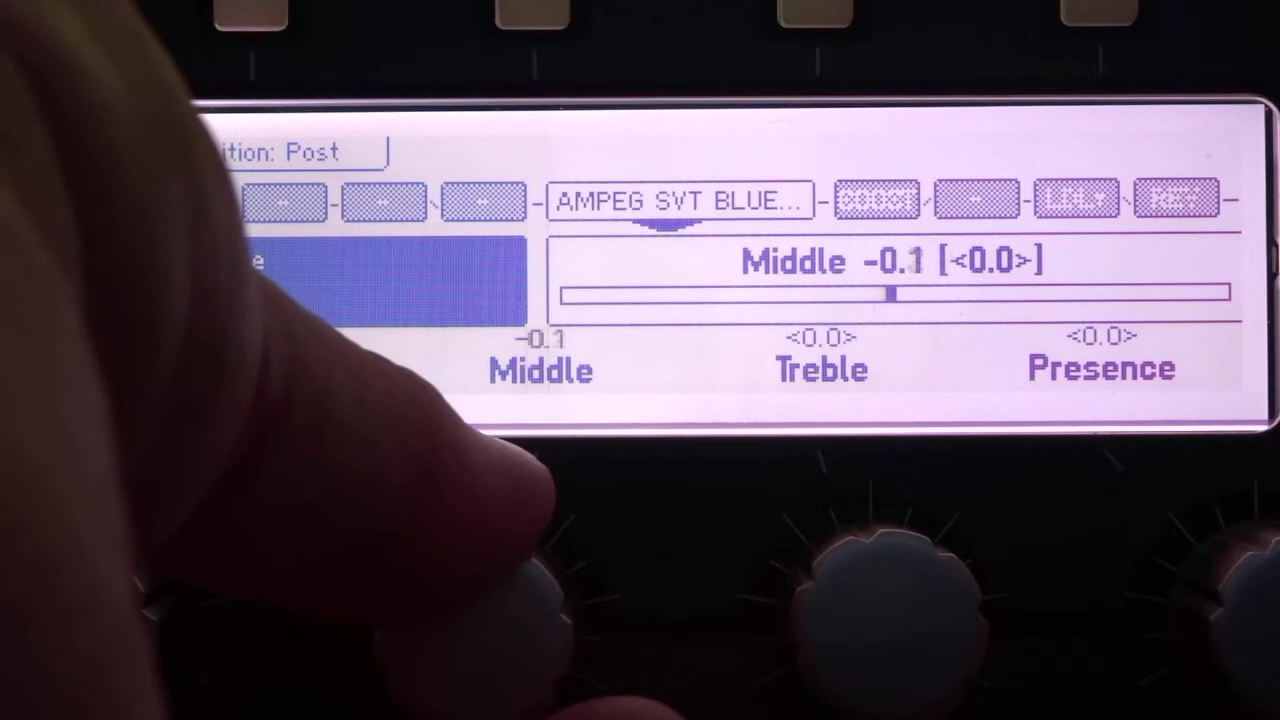 ition: Post
AMPEG SVT BLUE...
e
Middle -0.1 [<0.0>]
-0.1
<0.0>
<0.0>
Middle
Treble
Presence